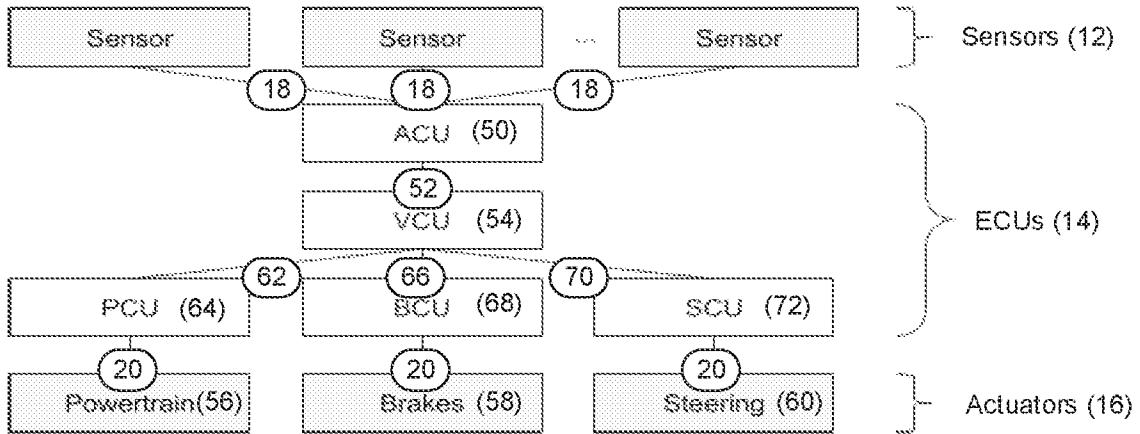 Sensor Sensor ... Sensor Sensors (12)
18 18 18
ACU (50)
52
VCU (54) ECUs (14)
62 66 70
PCU (64) BCU (68) SCU (72)
20 20 20
Powertrain(56) Brakes (58) Steering (60) Actuators (16)